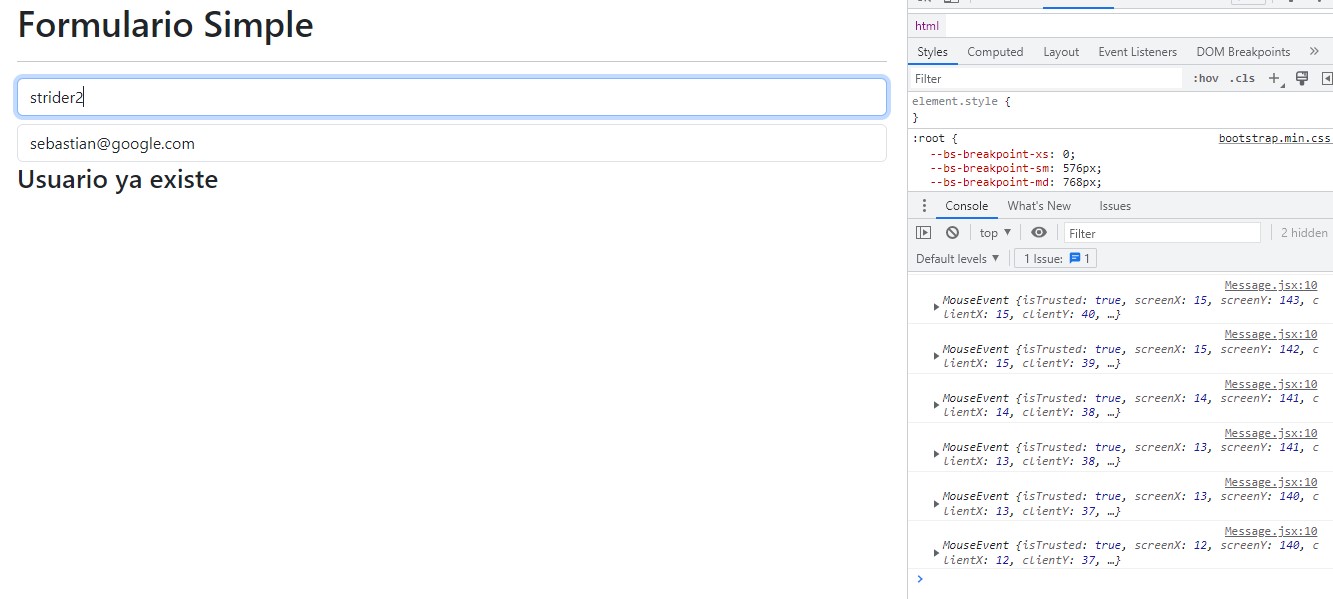 Formulario Simple
strider2
sebastian@google.com
Usuario ya existe
html
Styles Computed Layout Event Listeners DOM Breakpoints »
Filter :hov .cls +
element.style {
}
:root { bootstrap.min.css
--bs-breakpoint-xs: 0;
--bs-breakpoint-sm: 576px;
--bs-breakpoint-md: 768px;
Console What's New Issues
top ▼ Filter 2 hidden
Default levels ▼ 1 Issue: 1
Message.jsx:10
MouseEvent {isTrusted: true, screenX: 15, screenY: 143, c
lientX: 15, clientY: 40, …}
Message.jsx:10
MouseEvent {isTrusted: true, screenX: 15, screenY: 142, c
lientX: 15, clientY: 39, …}
Message.jsx:10
MouseEvent {isTrusted: true, screenX: 14, screenY: 141, c
lientX: 14, clientY: 38, …}
Message.jsx:10
MouseEvent {isTrusted: true, screenX: 13, screenY: 141, c
lientX: 13, clientY: 38, …}
Message.jsx:10
MouseEvent {isTrusted: true, screenX: 13, screenY: 140, c
lientX: 13, clientY: 37, …}
Message.jsx:10
MouseEvent {isTrusted: true, screenX: 12, screenY: 140, c
lientX: 12, clientY: 37, …}